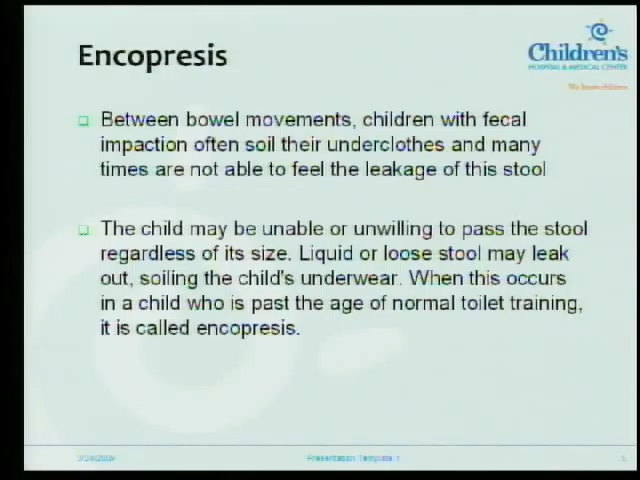 Encopresis
Children's
HOSPITAL & MEDICAL CENTER
Between bowel movements, children with fecal
impaction often soil their underclothes and many
times are not able to feel the leakage of this stool
The child may be unable or unwilling to pass the stool
regardless of its size. Liquid or loose stool may leak
out, soiling the child's underwear. When this occurs
in a child who is past the age of normal toilet training,
it is called encopresis.
Presentation Template